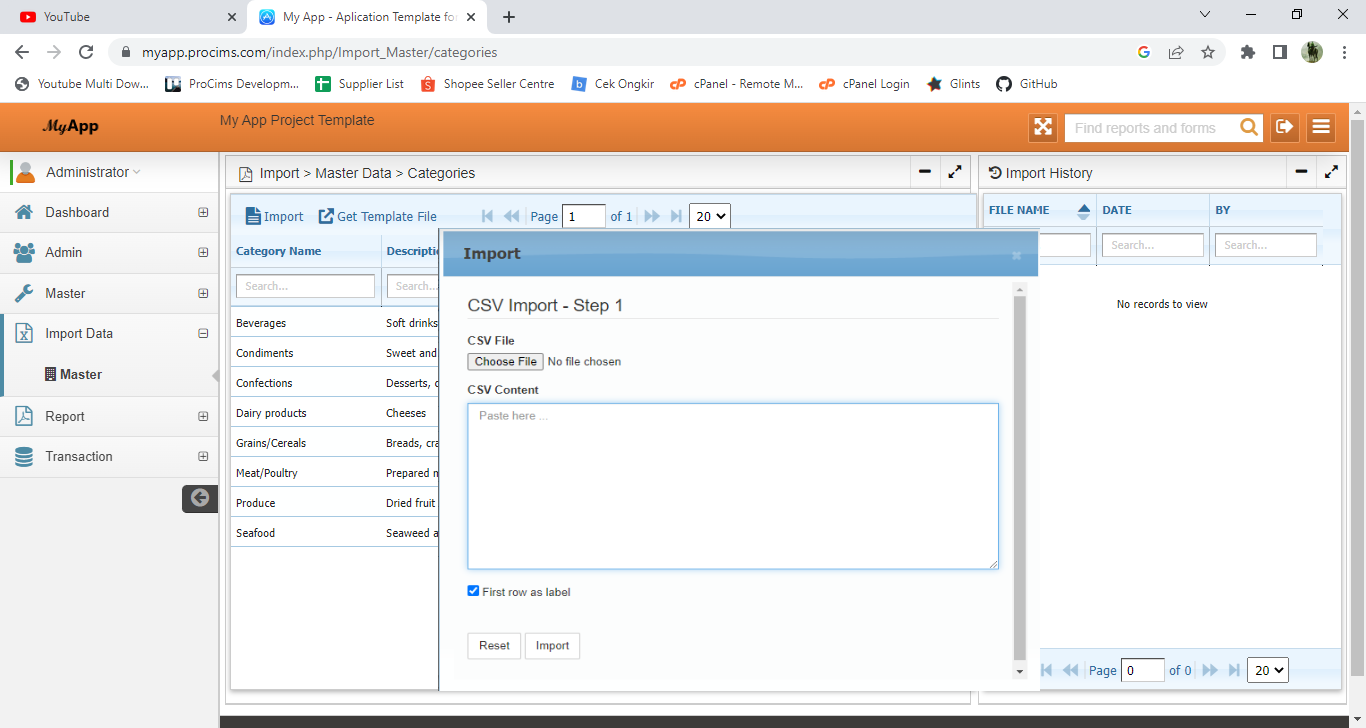 YouTube
My App - Aplication Template for
myapp.procims.com/index.php/Import_Master/categories
Youtube Multi Dow...
ProCims Developm...
Supplier List
Shopee Seller Centre
Cek Ongkir
cPanel - Remote M...
cPanel Login
Glints
GitHub
MyApp
My App Project Template
Find reports and forms
Administrator
Dashboard
Admin
Master
Import Data
Master
Report
Transaction
Import > Master Data > Categories
Import
Get Template File
Page 1 of 1
20
Category Name
Search...
Search...
Beverages
Soft drinks
Condiments
Sweet and
Confections
Desserts,
Dairy products
Cheeses
Grains/Cereals
Breads,
Meat/Poultry
Prepared
Produce
Dried fruit
Seafood
Seaweed
Import
CSV Import - Step 1
CSV File
Choose File No file chosen
CSV Content
Paste here ...
First row as label
Reset
Import
Import History
FILE NAME
DATE
BY
Search...
Search...
No records to view
Page 0 of 0
20